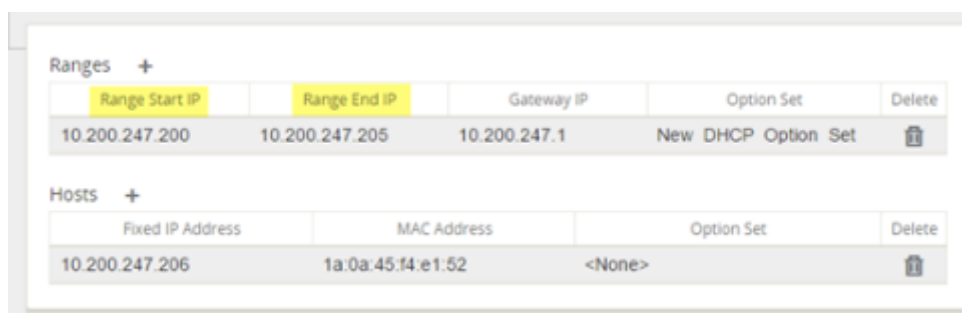 Ranges +
Range Start IP Range End IP Gateway IP Option Set Delete
10.200.247.200 10.200.247.205 10.200.247.1 New DHCP Option Set
Hosts +
Fixed IP Address MAC Address Option Set Delete
10.200.247.206 1a:0a:45:f4:e1:52 <None>